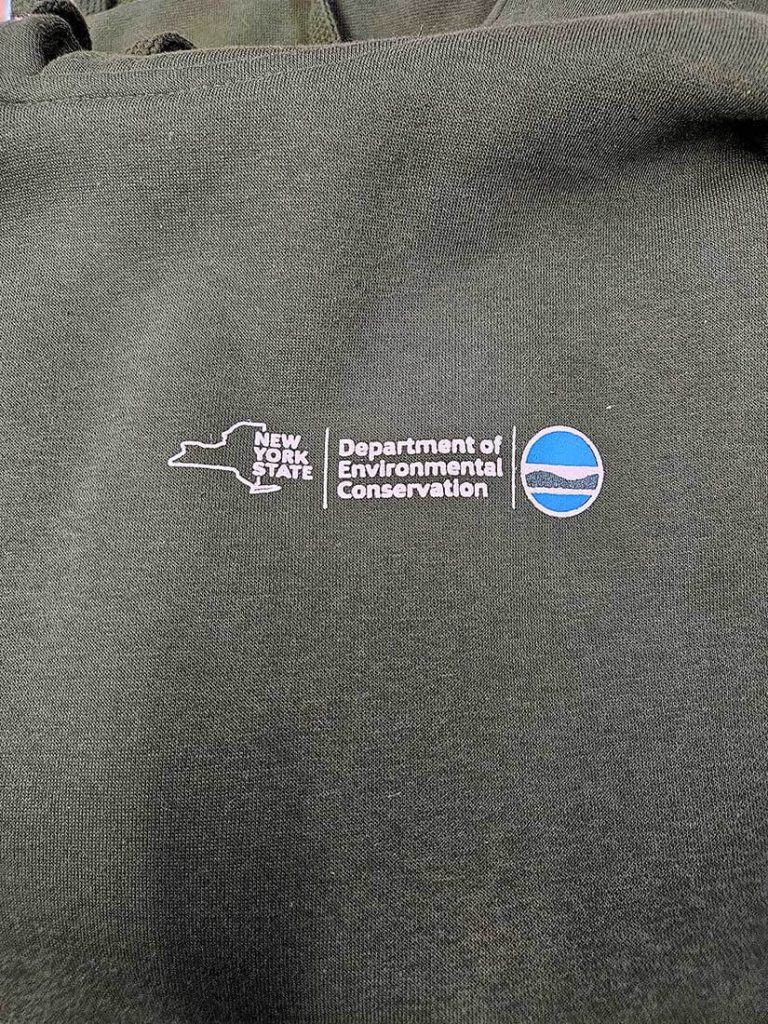 NEW
YORK
STATE
Department of
Environmental
Conservation